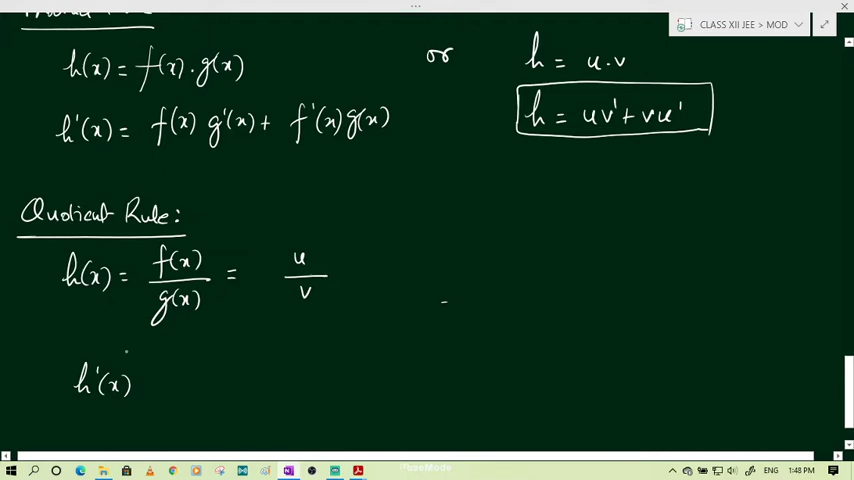 CLASS XII JEE > MOD
h(x) = f(x) . g(x)
or
h = u . v
h'(x) = f(x) g'(x) + f'(x) g(x)
h = uv' + vu'
Quotient Rule:
h(x) = f(x)/g(x) = u/v
h'(x)
ENG 1:48 PM